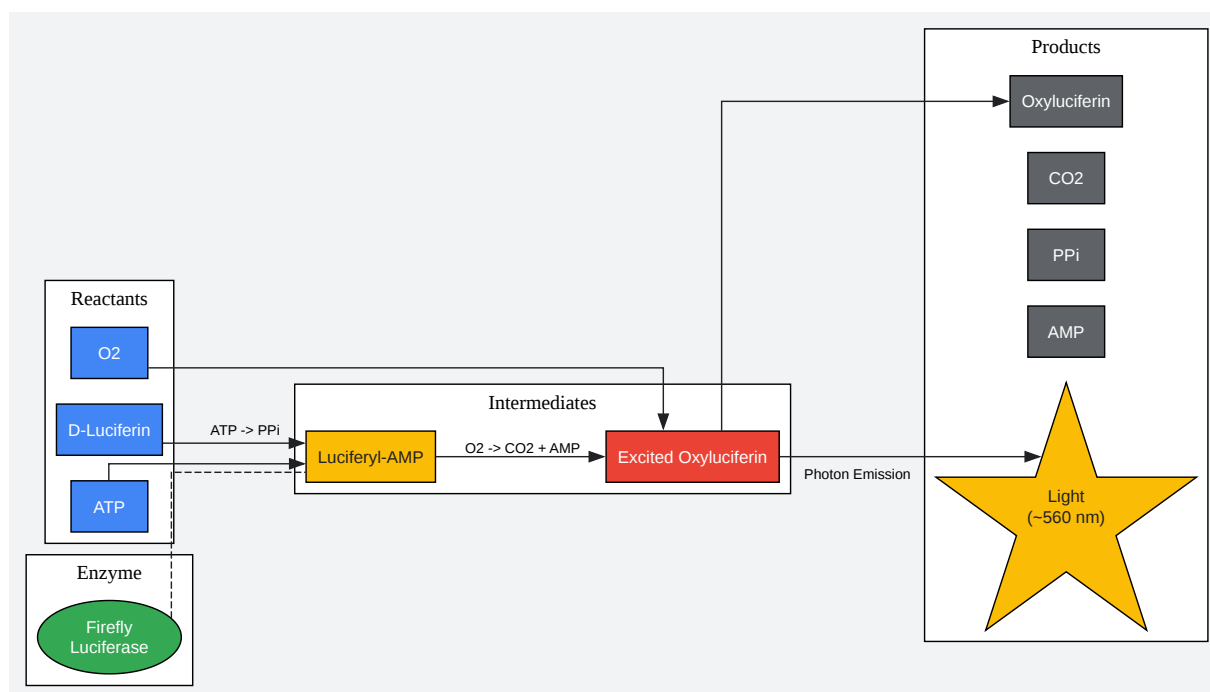 Reactants
O2
D-Luciferin
ATP
Enzyme
Firefly
Luciferase
ATP -> PPi
Intermediates
Luciferyl-AMP
O2 -> CO2 + AMP
Excited Oxyluciferin
Photon Emission
Products
Oxyluciferin
CO2
PPi
AMP
Light
(~560 nm)